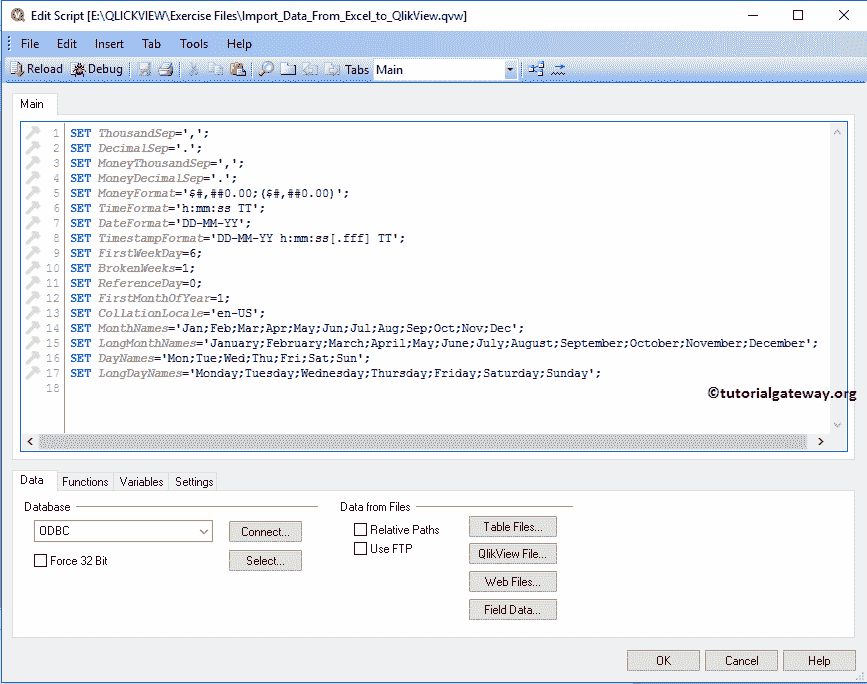 Edit Script [E:\QLICKVIEW\Exercise Files\Import_Data_From_Excel_to_QlikView.qvw]
File Edit Insert Tab Tools Help
Reload Debug Tabs Main
Main
1 SET ThousandSep=',';
2 SET DecimalSep='.';
3 SET MoneyThousandSep=',';
4 SET MoneyDecimalSep='.';
5 SET MoneyFormat='$#,##0.00;($#,##0.00)';
6 SET TimeFormat='h:mm:ss TT';
7 SET DateFormat='DD-MM-YY';
8 SET TimestampFormat='DD-MM-YY h:mm:ss[.fff] TT';
9 SET FirstWeekDay=6;
10 SET BrokenWeeks=1;
11 SET ReferenceDay=0;
12 SET FirstMonthOfYear=1;
13 SET CollationLocale='en-US';
14 SET MonthNames='Jan;Feb;Mar;Apr;May;Jun;Jul;Aug;Sep;Oct;Nov;Dec';
15 SET LongMonthNames='January;February;March;April;May;June;July;August;September;October;November;December';
16 SET DayNames='Mon;Tue;Wed;Thu;Fri;Sat;Sun';
17 SET LongDayNames='Monday;Tuesday;Wednesday;Thursday;Friday;Saturday;Sunday';
18
©tutorialgateway.org
Data Functions Variables Settings
Database
ODBC
Connect...
Force 32 Bit
Select...
Data from Files
Relative Paths
Use FTP
Table Files...
QlikView File...
Web Files...
Field Data...
OK Cancel Help